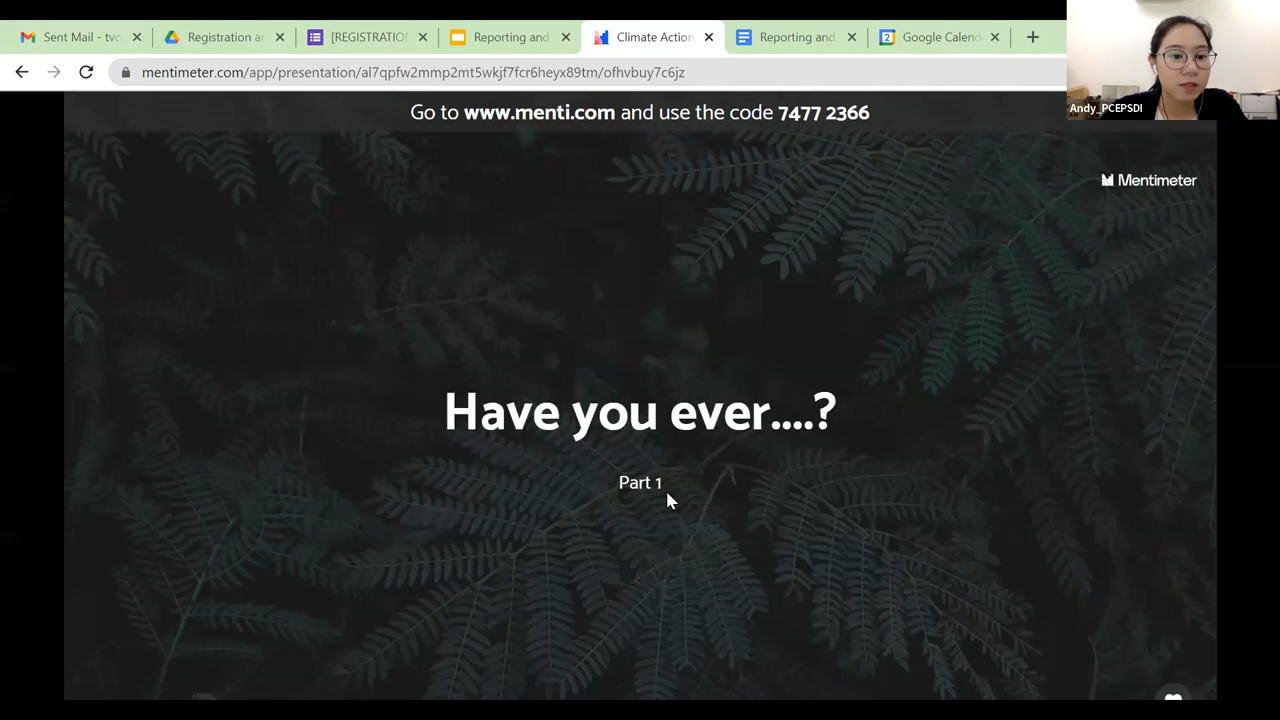 Sent Mail - tvc
Registration ar
[REGISTRATIO
Reporting and
Climate Action
Reporting and
2
Google Calend
mentimeter.com/app/presentation/al7qpfw2mmp2mt5wkjf7fcr6heyx89tm/ofhvbuy7c6jz
Andy_PCEPSDI
Go to www.menti.com and use the code 7477 2366
Mentimeter
Have you ever....?
Part 1